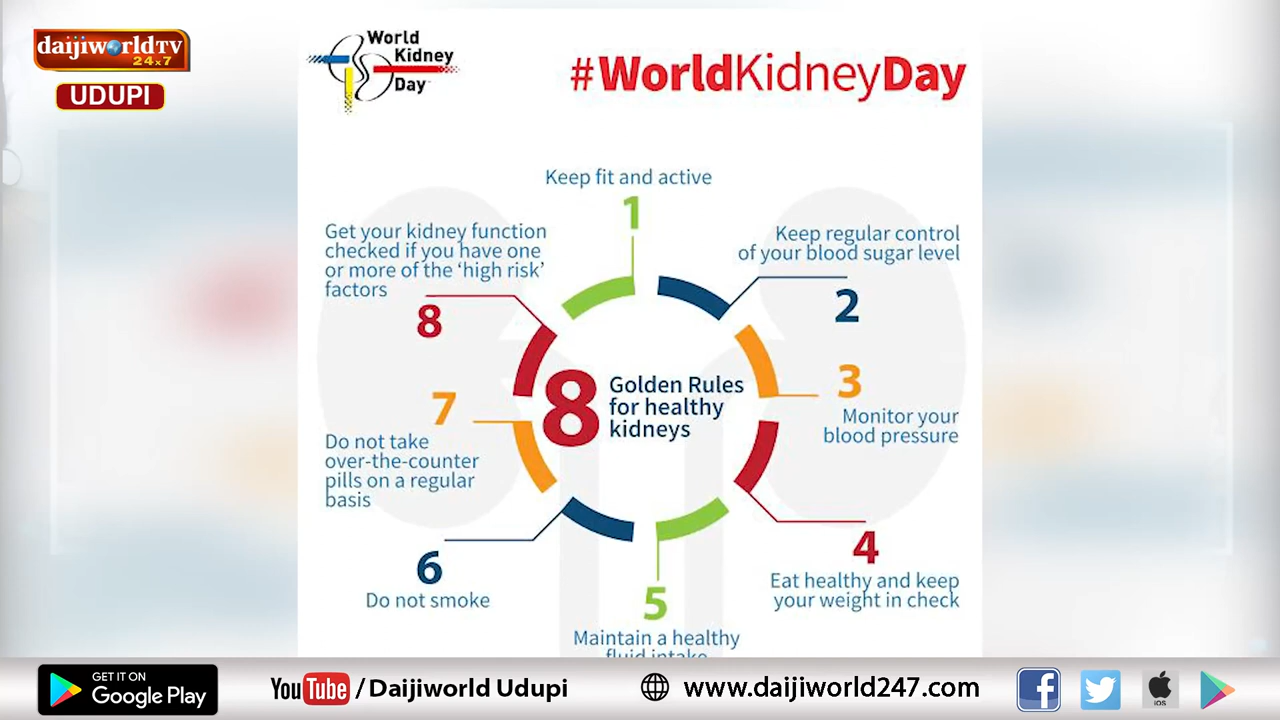 daijiworldTV
24x7
UDUPI
World
Kidney
Day
#WorldKidneyDay
Keep fit and active
1
Keep regular control
of your blood sugar level
2
3
Monitor your
blood pressure
4
Eat healthy and keep
your weight in check
5
Maintain a healthy
fluid intake
6
Do not smoke
7
Do not take
over-the-counter
pills on a regular
basis
Get your kidney function
checked if you have one
or more of the ‘high risk’
factors
8
8
Golden Rules
for healthy
kidneys
GET IT ON
Google Play
YouTube / Daijiworld Udupi
www.daijiworld247.com
iOS